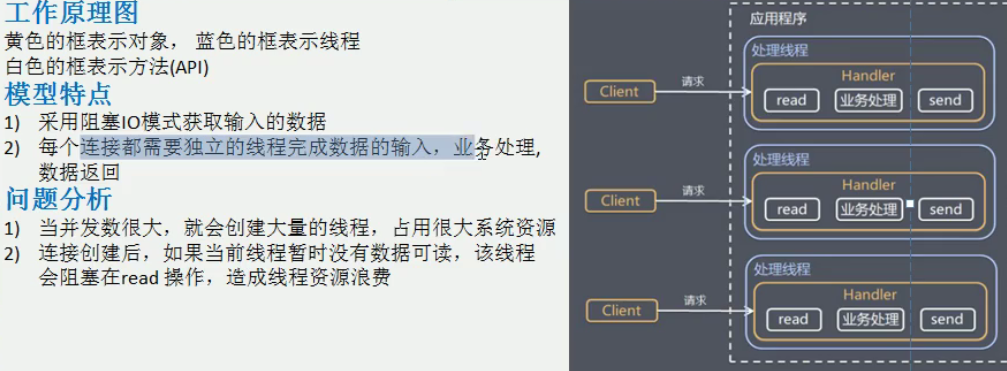 工作原理图
黄色的框表示对象， 蓝色的框表示线程
白色的框表示方法(API)
模型特点
1) 采用阻塞IO模式获取输入的数据
2) 每个连接都需要独立的线程完成数据的输入，业务处理,
数据返回
问题分析
1) 当并发数很大，就会创建大量的线程，占用很大系统资源
2) 连接创建后，如果当前线程暂时没有数据可读，该线程
会阻塞在read 操作，造成线程资源浪费
应用程序
处理线程
Handler
Client
请求
read
业务处理
send
处理线程
Handler
Client
请求
read
业务处理
send
处理线程
Handler
Client
请求
read
业务处理
send